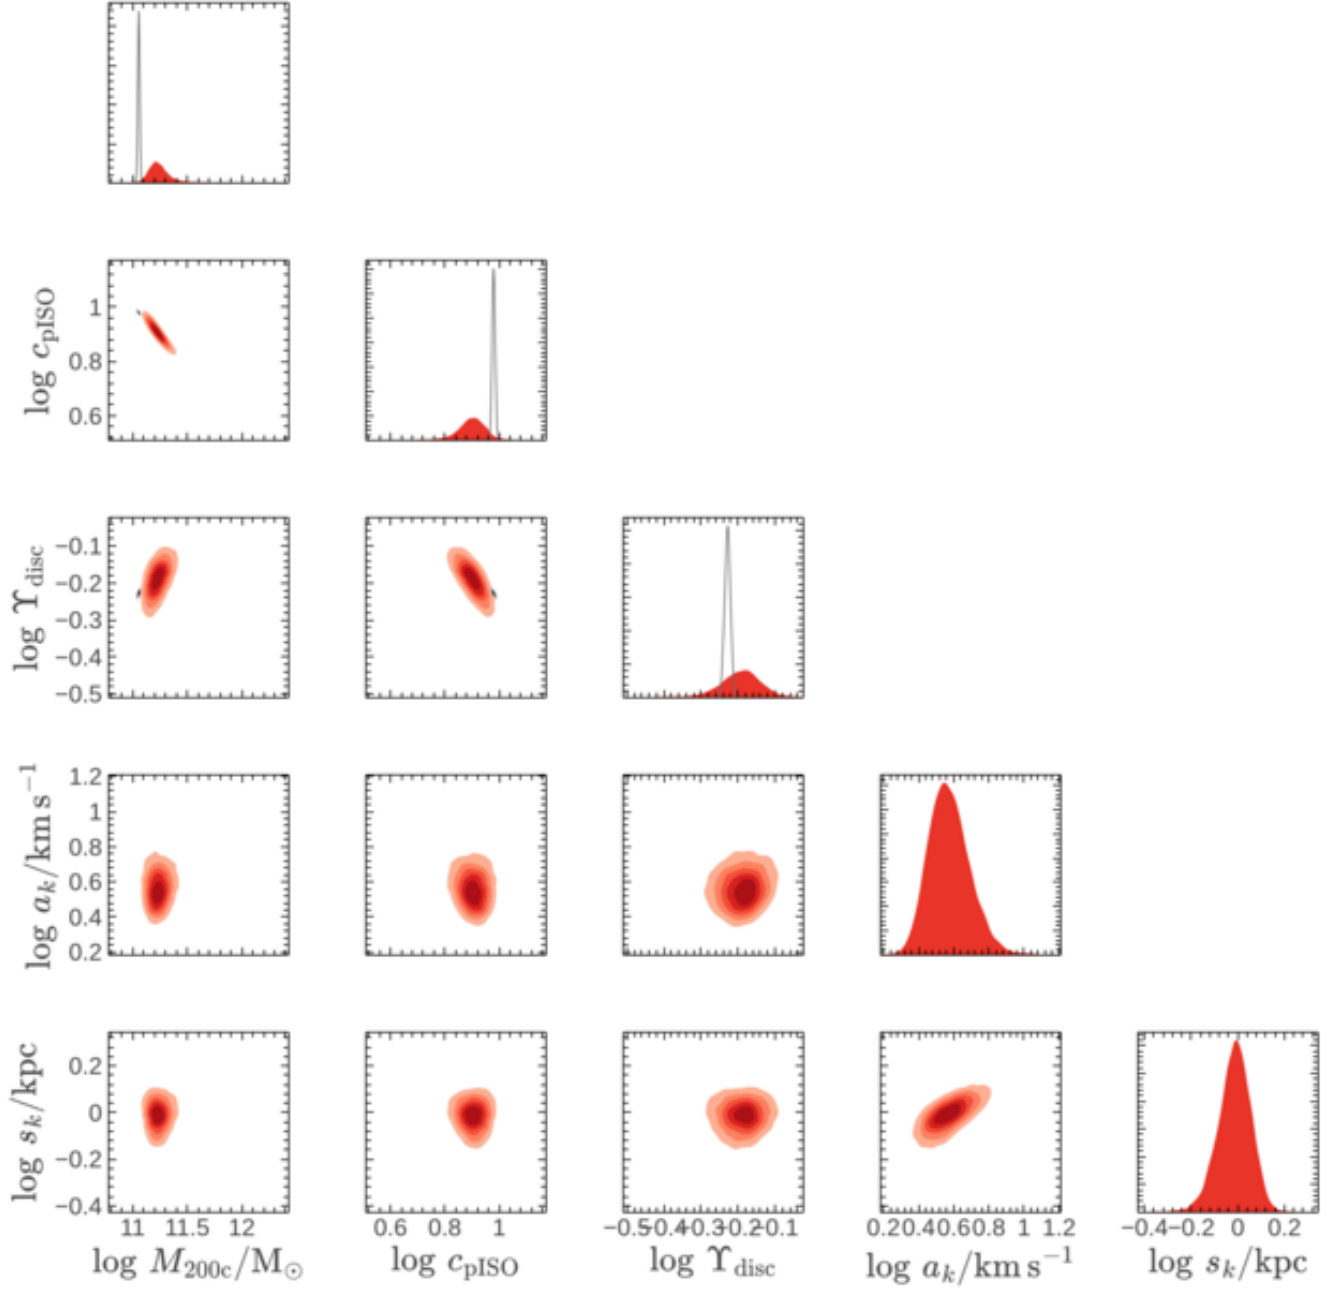 log c_pISO
1
0.8
0.6
log ϒ_disc
−0.1
−0.2
−0.3
−0.4
−0.5
log a_k/km s^−1
1.2
1
0.8
0.6
0.4
0.2
log s_k/kpc
0.2
0
−0.2
−0.4
11 11.5 12
0.6 0.8 1
−0.5 −0.4 −0.3 −0.2 −0.1
0.2 0.4 0.6 0.8 1 1.2
−0.4 −0.2 0 0.2
log M_200c/M_⊙
log c_pISO
log ϒ_disc
log a_k/km s^−1
log s_k/kpc